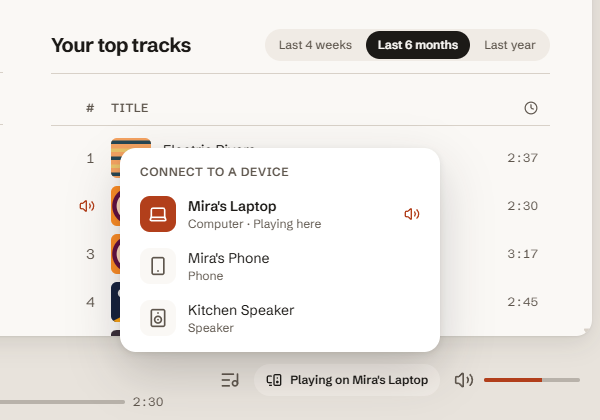 Your top tracks
Last 4 weeks Last 6 months Last year
# TITLE
1 2:37
CONNECT TO A DEVICE
Mira's Laptop 2:30
Computer · Playing here
3 Mira's Phone 3:17
Phone
4 Kitchen Speaker 2:45
Speaker
Playing on Mira's Laptop
2:30